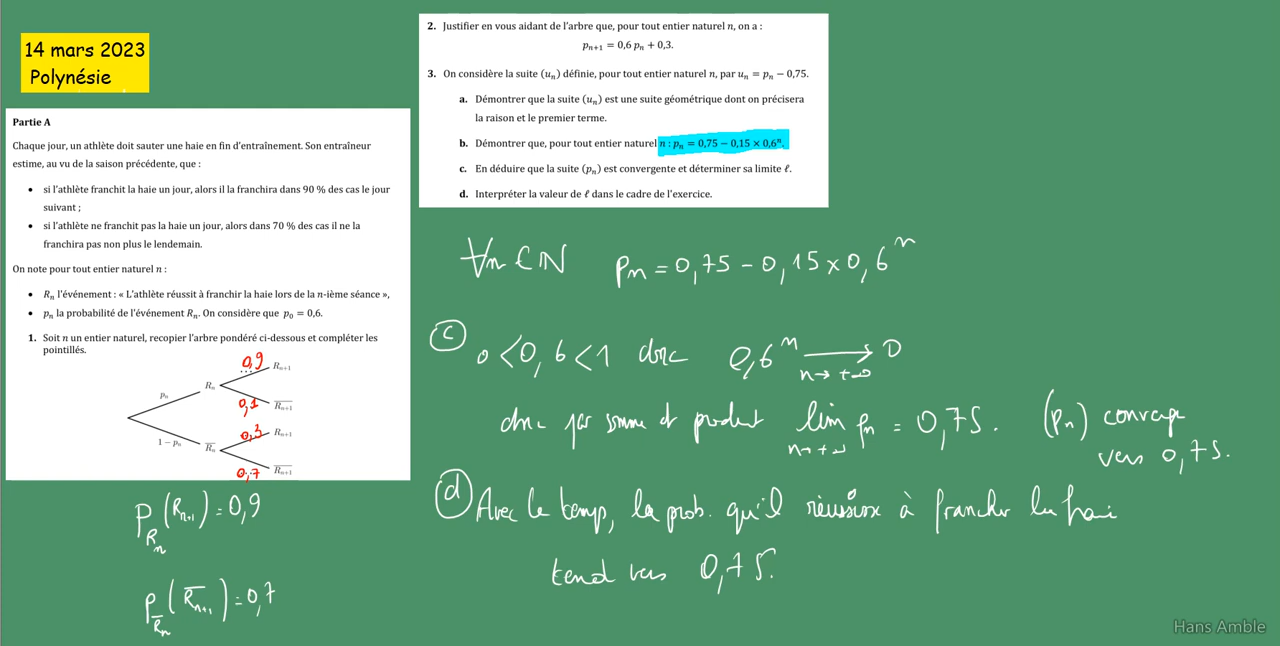 14 mars 2023
Polynésie
Partie A
Chaque jour, un athlète doit sauter une haie en fin d'entraînement. Son entraîneur
estime, au vu de la saison précédente, que :
• si l'athlète franchit la haie un jour, alors il la franchira dans 90 % des cas le jour
suivant ;
• si l'athlète ne franchit pas la haie un jour, alors dans 70 % des cas il ne la
franchira pas non plus le lendemain.
On note pour tout entier naturel n :
• Rₙ l'événement : « L'athlète réussit à franchir la haie lors de la n-ième séance »,
• pₙ la probabilité de l'événement Rₙ. On considère que p₀ = 0,6.
1. Soit n un entier naturel, recopier l'arbre pondéré ci-dessous et compléter les
pointillés.
0,9 Rₙ₊₁
pₙ Rₙ ...
0,1 R̅ₙ₊₁
0,3 Rₙ₊₁
1 − pₙ R̅ₙ
0,7 R̅ₙ₊₁
P_Rₙ(Rₙ₊₁) = 0,9
P_R̅ₙ(R̅ₙ₊₁) = 0,7
2. Justifier en vous aidant de l'arbre que, pour tout entier naturel n, on a :
pₙ₊₁ = 0,6 pₙ + 0,3.
3. On considère la suite (uₙ) définie, pour tout entier naturel n, par uₙ = pₙ − 0,75.
a. Démontrer que la suite (uₙ) est une suite géométrique dont on précisera
la raison et le premier terme.
b. Démontrer que, pour tout entier naturel n : pₙ = 0,75 − 0,15 × 0,6ⁿ.
c. En déduire que la suite (pₙ) est convergente et déterminer sa limite ℓ.
d. Interpréter la valeur de ℓ dans le cadre de l'exercice.
∀n ∈ ℕ pₙ = 0,75 − 0,15 × 0,6ⁿ
c 0 < 0,6 < 1 donc 0,6ⁿ → 0
n → +∞
donc par somme et produit lim pₙ = 0,75. (pₙ) converge
n → +∞ vers 0,75.
d Avec le temps, la prob. qu'il réussisse à franchir la haie
tend vers 0,75.
Hans Amble